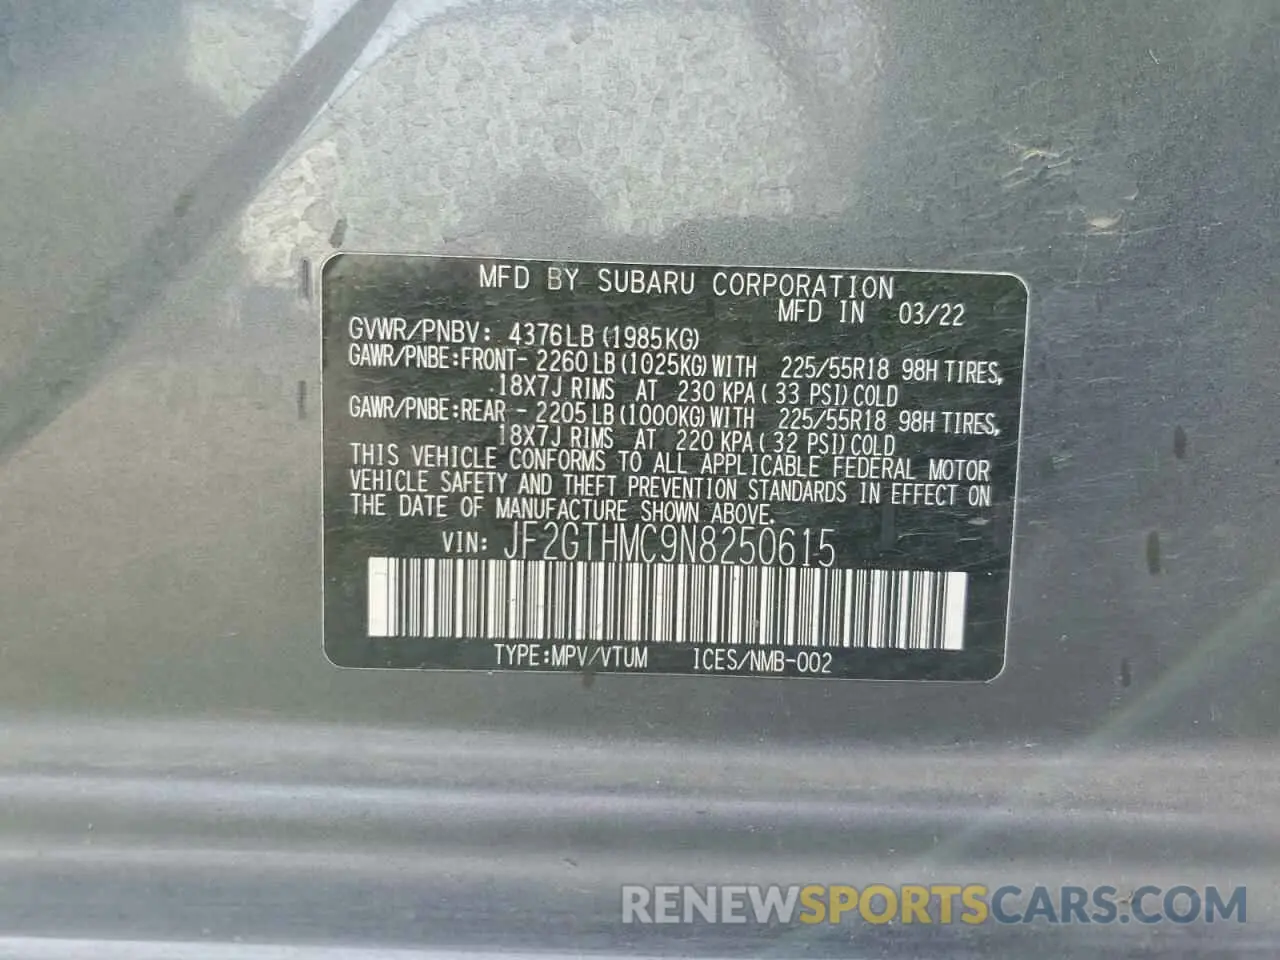 MFD BY SUBARU CORPORATION
MFD IN 03/22
GVWR/PNBV: 4376LB (1985KG)
GAWR/PNBE:FRONT- 2260LB (1025KG) WITH 225/55R18 98H TIRES,
18X7J RIMS AT 230 KPA ( 33 PSI) COLD
GAWR/PNBE:REAR - 2205LB (1000KG) WITH 225/55R18 98H TIRES,
18X7J RIMS AT 220 KPA ( 32 PSI) COLD
THIS VEHICLE CONFORMS TO ALL APPLICABLE FEDERAL MOTOR
VEHICLE SAFETY AND THEFT PREVENTION STANDARDS IN EFFECT ON
THE DATE OF MANUFACTURE SHOWN ABOVE.
VIN: JF2GTHMC9N8250615
TYPE:MPV/VTUM ICES/NMB-002
RENEWSPORTSCARS.COM